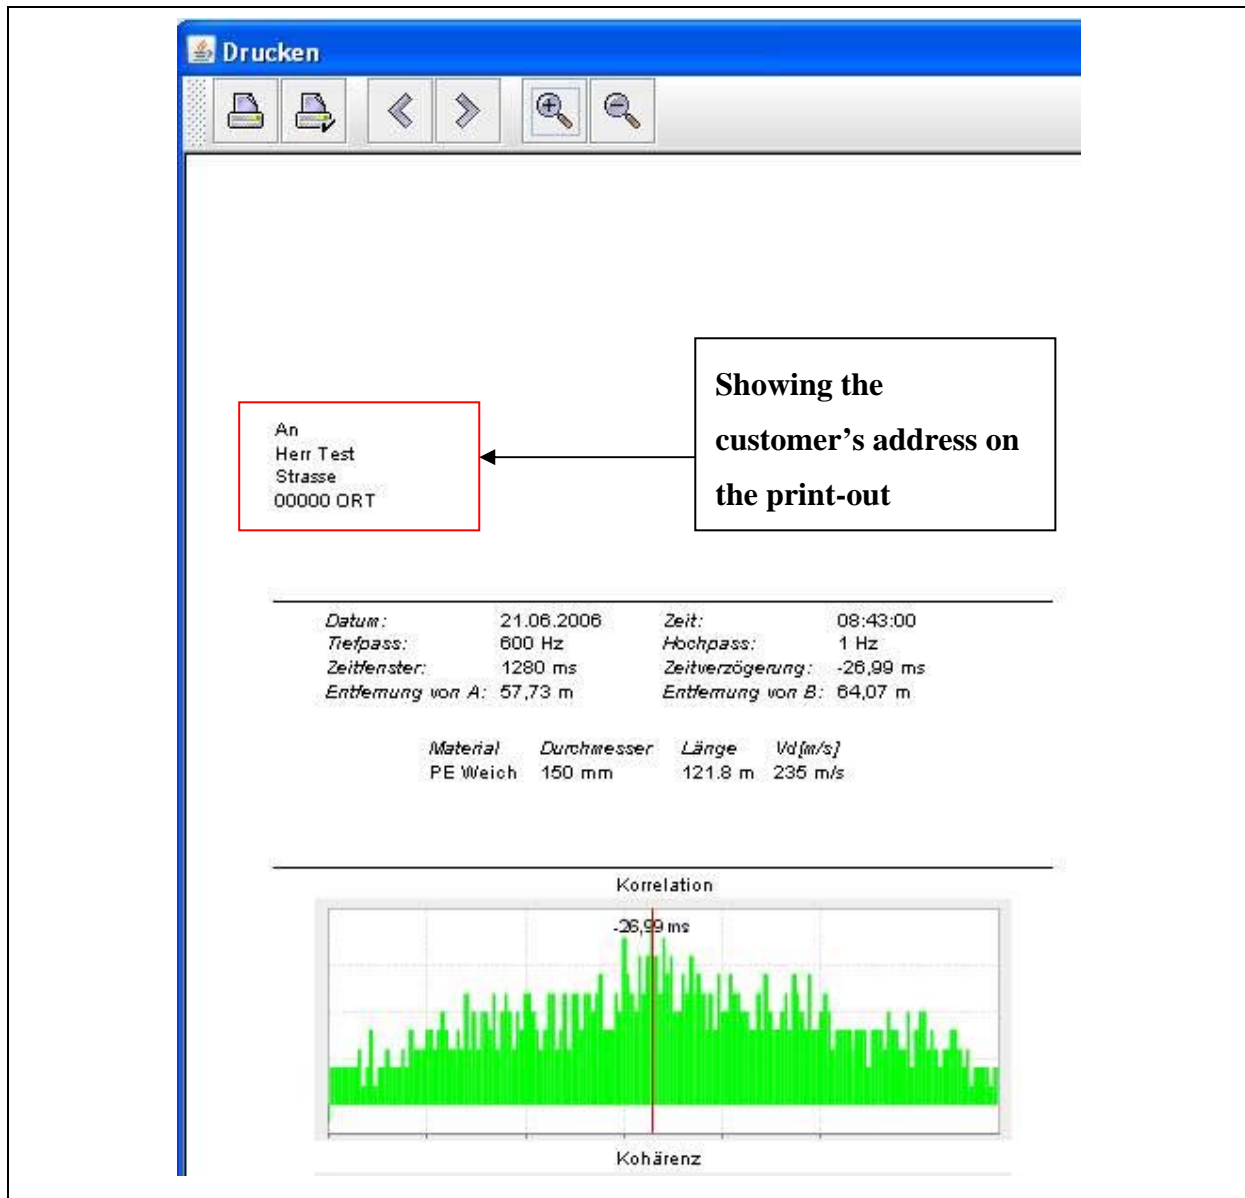 Drucken
Showing the
customer's address on
the print-out
An
Herr Test
Strasse
00000 ORT
Datum: 21.06.2006 Zeit: 08:43:00
Tiefpass: 600 Hz Hochpass: 1 Hz
Zeitfenster: 1280 ms Zeitverzögerung: -26,99 ms
Entfernung von A: 57,73 m Entfernung von B: 64,07 m
Material Durchmesser Länge Vd[m/s]
PE Weich 150 mm 121.8 m 235 m/s
Korrelation
-26,99 ms
Kohärenz